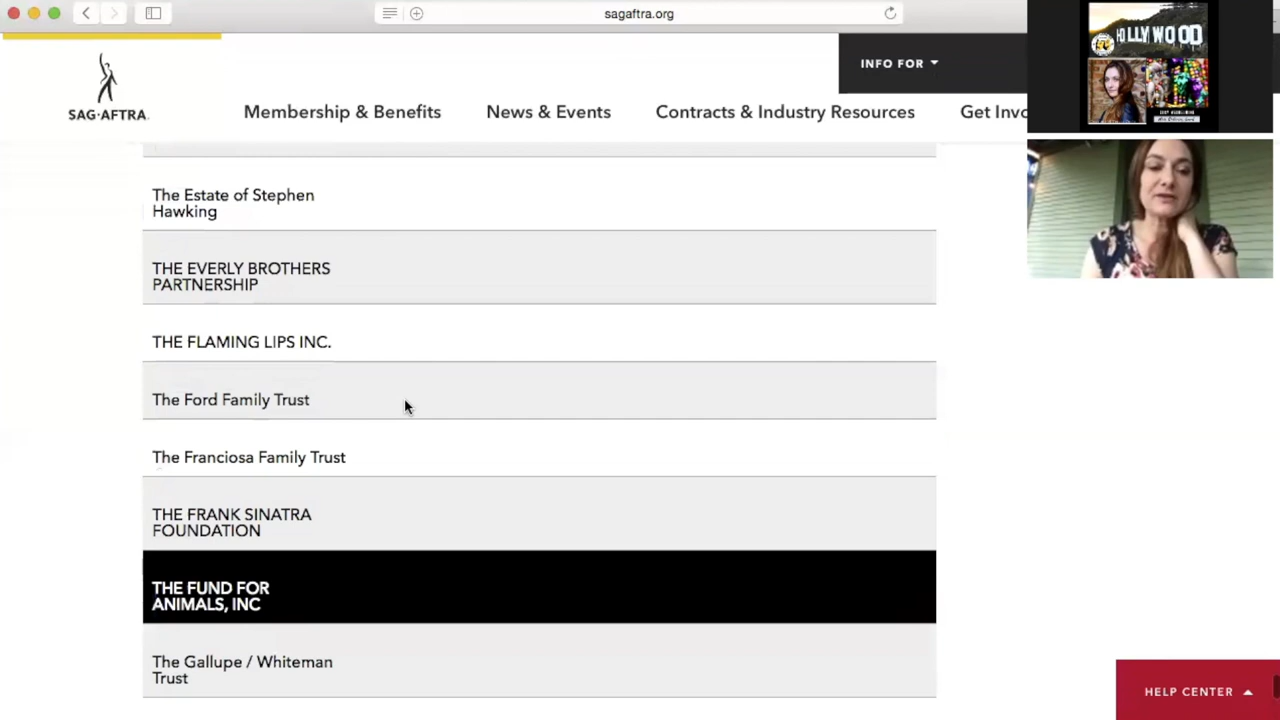 sagaftra.org
INFO FOR
SAG·AFTRA
Membership & Benefits
News & Events
Contracts & Industry Resources
Get Invo
HOLLYWOOD
The Estate of Stephen
Hawking
THE EVERLY BROTHERS
PARTNERSHIP
THE FLAMING LIPS INC.
The Ford Family Trust
The Franciosa Family Trust
THE FRANK SINATRA
FOUNDATION
THE FUND FOR
ANIMALS, INC
The Gallupe / Whiteman
Trust
HELP CENTER